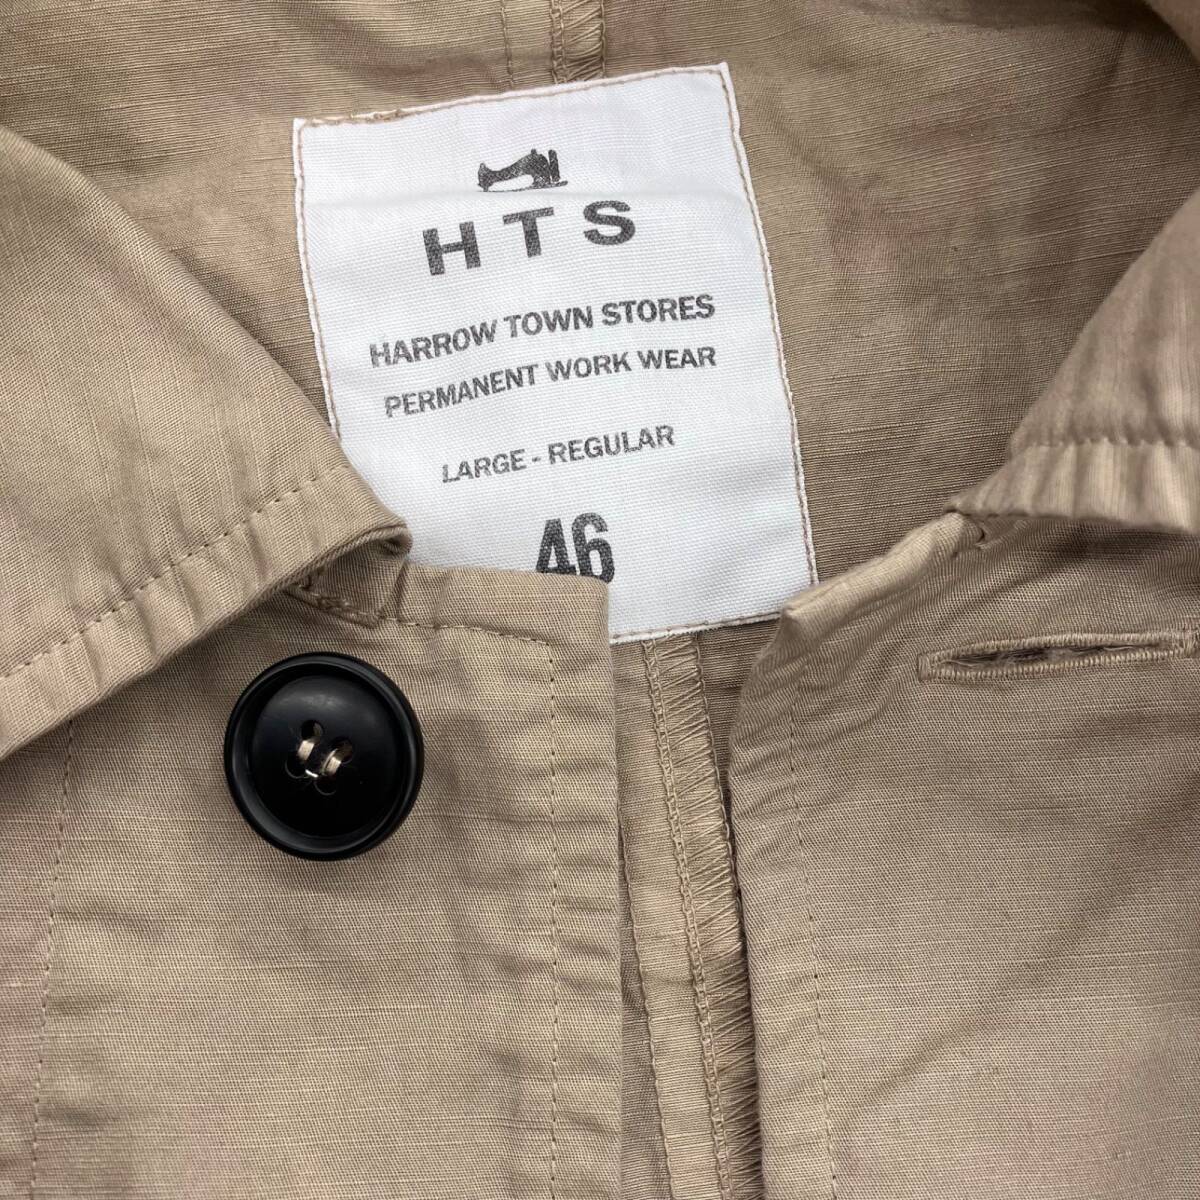 HTS
HARROW TOWN STORES
PERMANENT WORK WEAR
LARGE - REGULAR
46